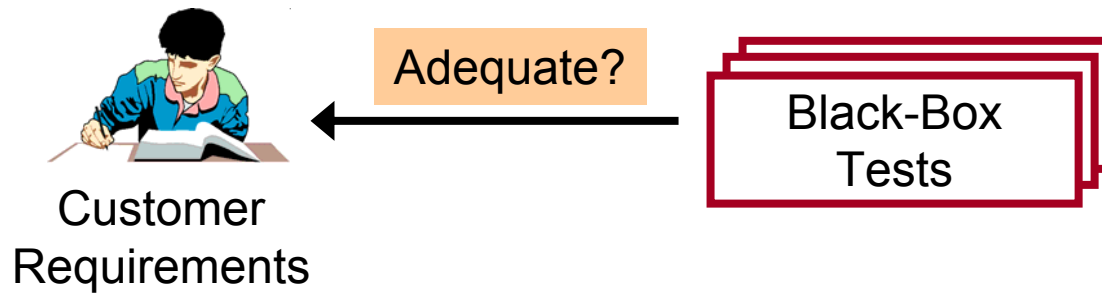 Adequate?
Black-Box
Tests
Customer
Requirements